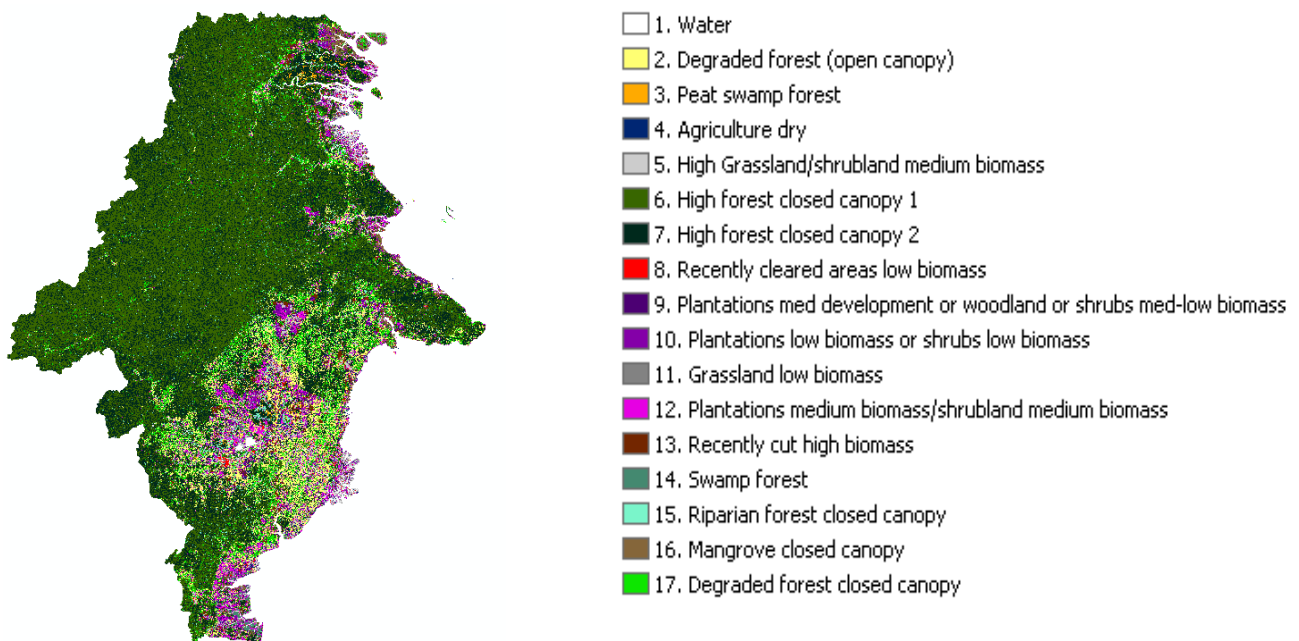 1. Water
2. Degraded forest (open canopy)
3. Peat swamp forest
4. Agriculture dry
5. High Grassland/shrubland medium biomass
6. High forest closed canopy 1
7. High forest closed canopy 2
8. Recently cleared areas low biomass
9. Plantations med development or woodland or shrubs med-low biomass
10. Plantations low biomass or shrubs low biomass
11. Grassland low biomass
12. Plantations medium biomass/shrubland medium biomass
13. Recently cut high biomass
14. Swamp forest
15. Riparian forest closed canopy
16. Mangrove closed canopy
17. Degraded forest closed canopy